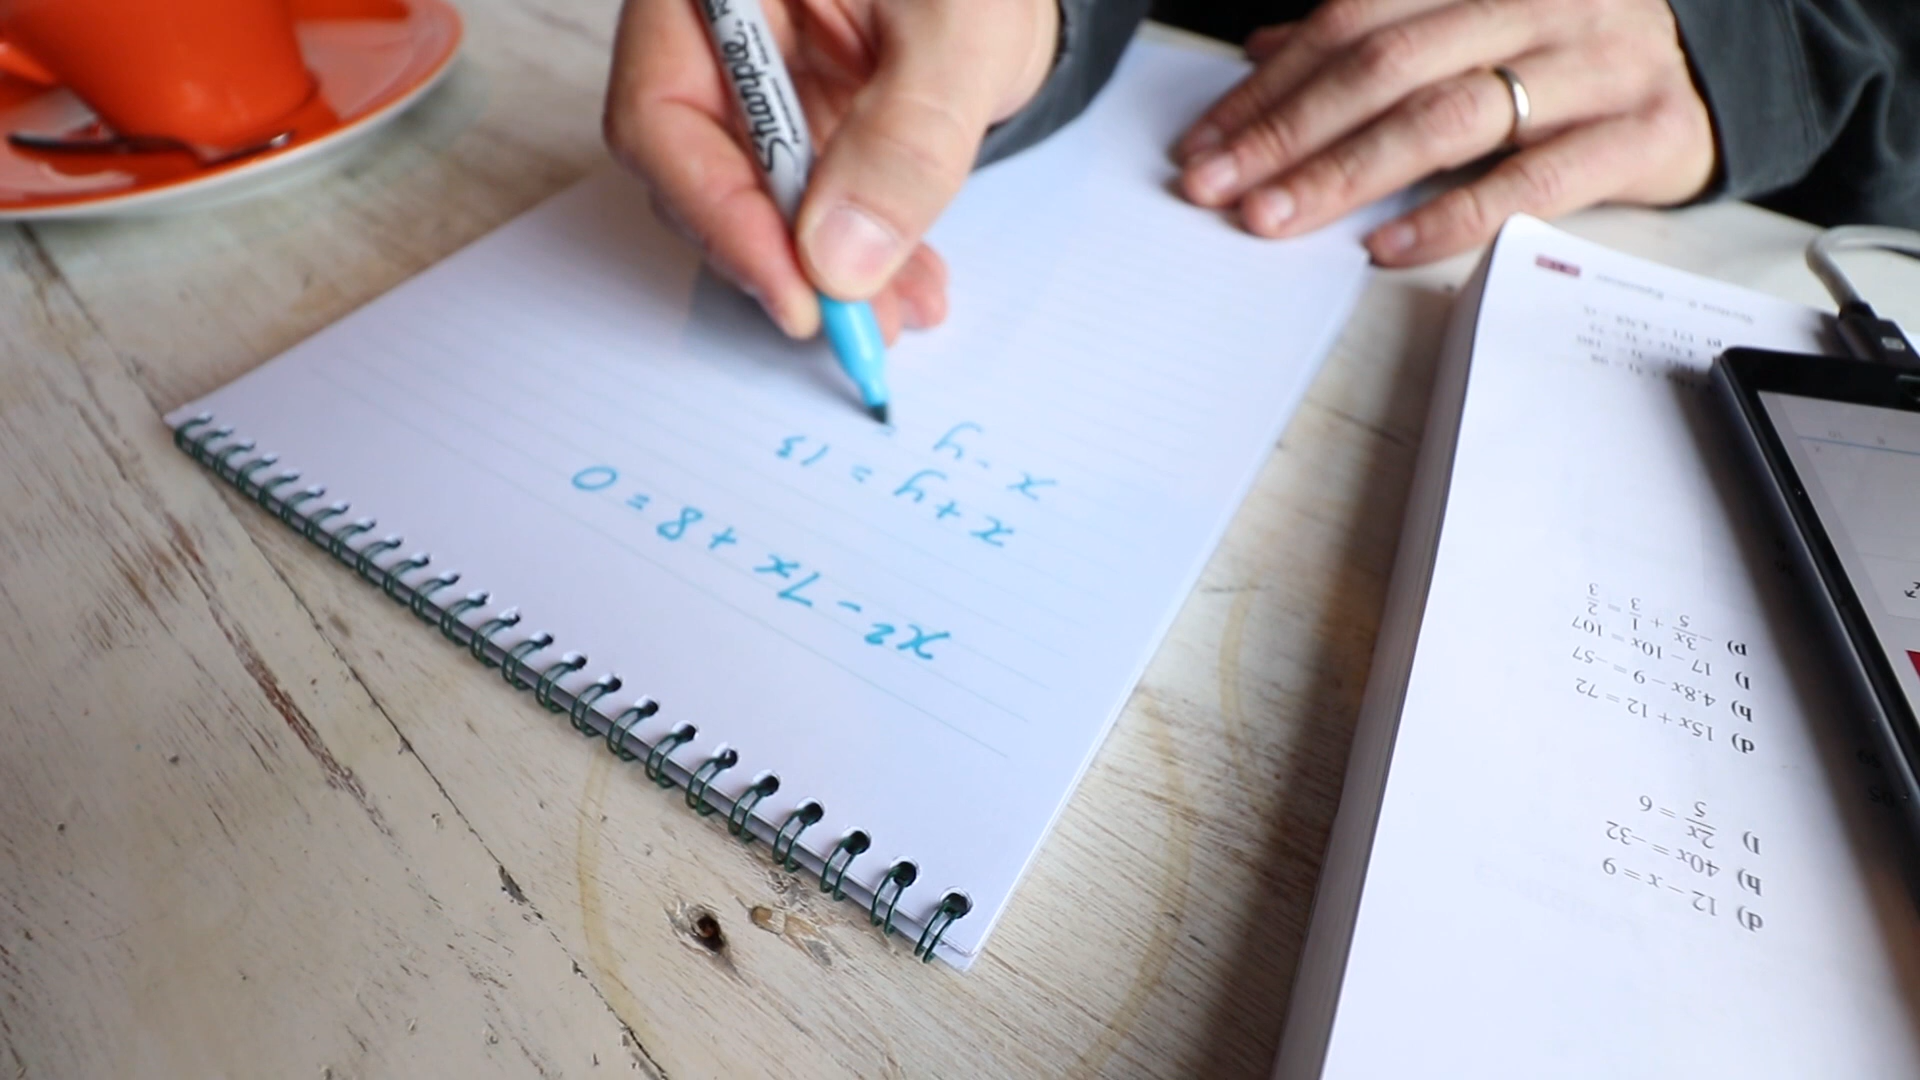 x² - 7x + 8 = 0
x + y = 13
x - y
Sharpie
d) 12 - x = 9
h) 40x = -32
l) 2x/5 = 6
d) 15x + 12 = 72
h) 4.8x - 9 = -57
l) 17 - 10x = 107
p) -3x/5 + 1/3 = 2/3